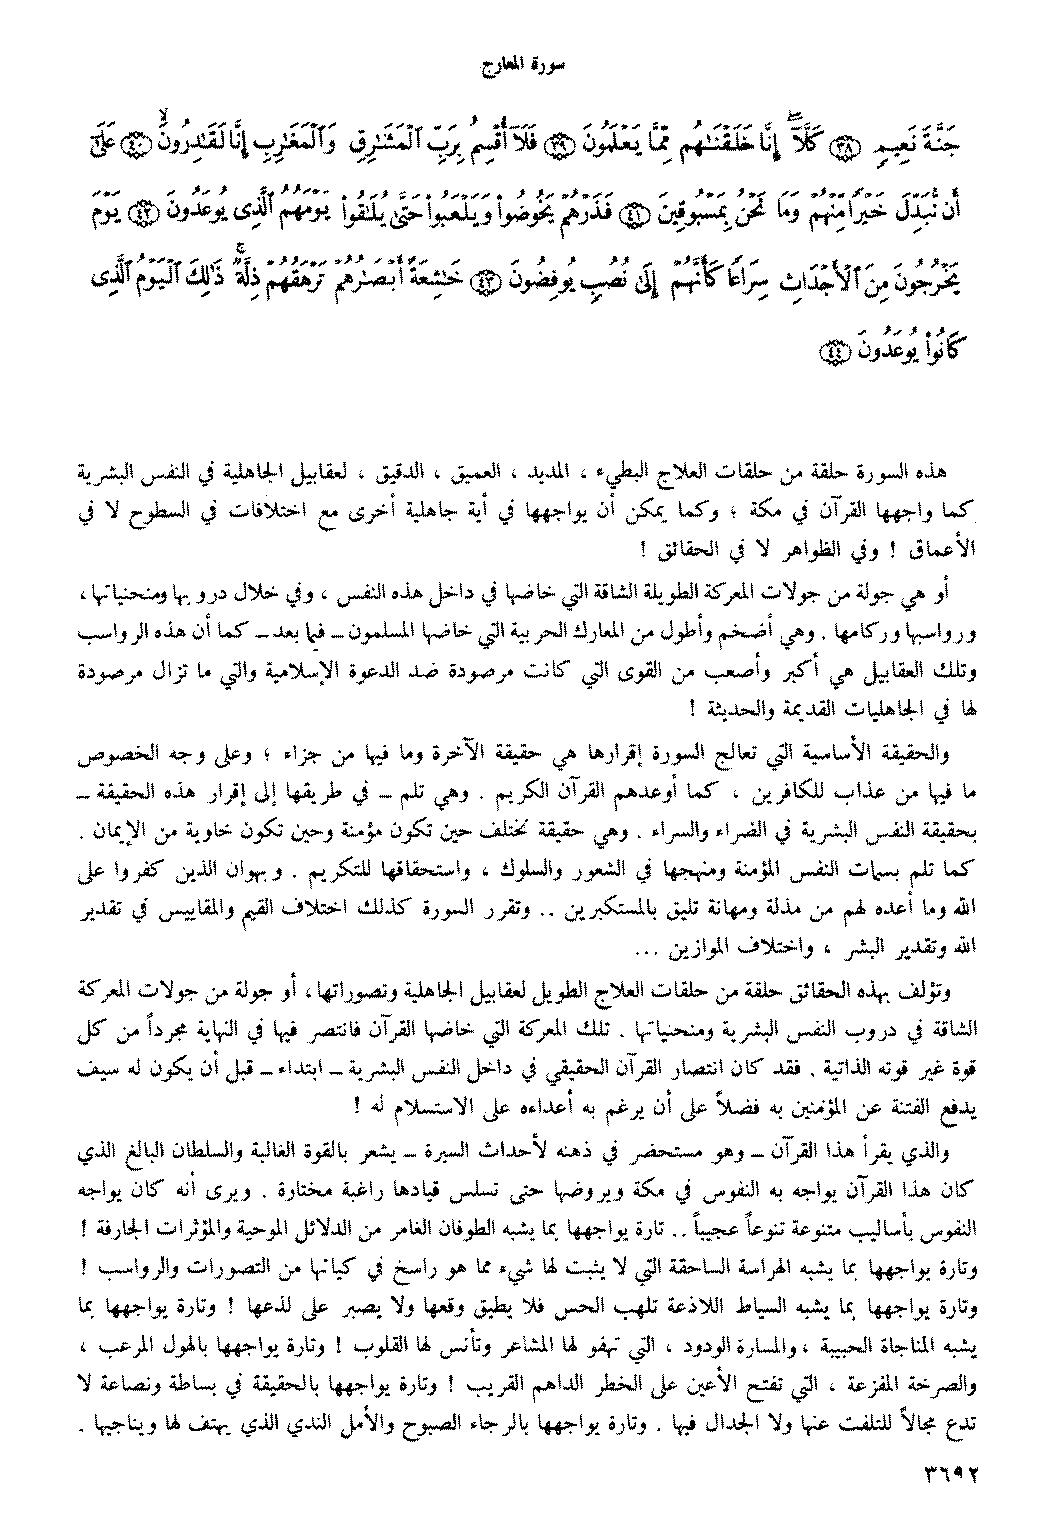 سورة المعارج
جَنَّةَ نَعِيمٍ ﴿٣٨﴾ كَلَّآ ۖ إِنَّا خَلَقْنَٰهُم مِّمَّا يَعْلَمُونَ ﴿٣٩﴾ فَلَآ أُقْسِمُ بِرَبِّ ٱلْمَشَٰرِقِ وَٱلْمَغَٰرِبِ إِنَّا لَقَٰدِرُونَ ﴿٤٠﴾ عَلَىٰٓ
أَن نُّبَدِّلَ خَيْرًا مِّنْهُمْ وَمَا نَحْنُ بِمَسْبُوقِينَ ﴿٤١﴾ فَذَرْهُمْ يَخُوضُوا۟ وَيَلْعَبُوا۟ حَتَّىٰ يُلَٰقُوا۟ يَوْمَهُمُ ٱلَّذِى يُوعَدُونَ ﴿٤٢﴾ يَوْمَ
يَخْرُجُونَ مِنَ ٱلْأَجْدَاثِ سِرَاعًا كَأَنَّهُمْ إِلَىٰ نُصُبٍ يُوفِضُونَ ﴿٤٣﴾ خَٰشِعَةً أَبْصَٰرُهُمْ تَرْهَقُهُمْ ذِلَّةٌ ۚ ذَٰلِكَ ٱلْيَوْمُ ٱلَّذِى
كَانُوا۟ يُوعَدُونَ ﴿٤٤﴾
هذه السورة حلقة من حلقات العلاج البطيء ، المديد ، العميق ، الدقيق ، لعقابيل الجاهلية في النفس البشرية
كما واجهها القرآن في مكة ؛ وكما يمكن أن يواجهها في أية جاهلية أخرى مع اختلافات في السطوح لا في
الأعماق ! وفي الظواهر لا في الحقائق !
أو هي جولة من جولات المعركة الطويلة الشاقة التي خاضها في داخل هذه النفس ، وفي خلال دروبها ومنحنياتها ،
ورواسبها وركامها . وهي أضخم وأطول من المعارك الحربية التي خاضها المسلمون – فيما بعد – كما أن هذه الرواسب
وتلك العقابيل هي أكبر وأصعب من القوى التي كانت مرصودة ضد الدعوة الإسلامية والتي ما تزال مرصودة
لها في الجاهليات القديمة والحديثة !
والحقيقة الأساسية التي تعالج السورة إقرارها هي حقيقة الآخرة وما فيها من جزاء ؛ وعلى وجه الخصوص
ما فيها من عذاب للكافرين ، كما أوعدهم القرآن الكريم . وهي تلم – في طريقها إلى إقرار هذه الحقيقة –
بحقيقة النفس البشرية في الضراء والسراء . وهي حقيقة تختلف حين تكون مؤمنة وحين تكون خاوية من الإيمان .
كما تلم بسمات النفس المؤمنة ومنهجها في الشعور والسلوك ، واستحقاقها للتكريم . وبهوان الذين كفروا على
الله وما أعده لهم من مذلة ومهانة تليق بالمستكبرين .. وتقرر السورة كذلك اختلاف القيم والمقاييس في تقدير
الله وتقدير البشر ، واختلاف الموازين ...
وتؤلف بهذه الحقائق حلقة من حلقات العلاج الطويل لعقابيل الجاهلية وتصوراتها ، أو جولة من جولات المعركة
الشاقة في دروب النفس البشرية ومنحنياتها . تلك المعركة التي خاضها القرآن فانتصر فيها في النهاية مجرداً من كل
قوة غير قوته الذاتية . فقد كان انتصار القرآن الحقيقي في داخل النفس البشرية – ابتداء – قبل أن يكون له سيف
يدفع الفتنة عن المؤمنين به فضلاً على أن يرغم به أعداءه على الاستسلام له !
والذي يقرأ هذا القرآن – وهو مستحضر في ذهنه لأحداث السيرة – يشعر بالقوة الغالبة والسلطان البالغ الذي
كان هذا القرآن يواجه به النفوس في مكة ويروضها حتى تسلس قيادها راغبة مختارة . ويرى أنه كان يواجه
النفوس بأساليب متنوعة تنوعاً عجيباً .. تارة يواجهها بما يشبه الطوفان الغامر من الدلائل الموحية والمؤثرات الجارفة !
وتارة يواجهها بما يشبه الهراسة الساحقة التي لا يثبت لها شيء مما هو راسخ في كيانها من التصورات والرواسب !
وتارة يواجهها بما يشبه السياط اللاذعة تلهب الحس فلا يطيق وقعها ولا يصبر على لذعها ! وتارة يواجهها بما
يشبه المناجاة الحبيبة ، والمسارة الودود ، التي تهفو لها المشاعر وتأنس لها القلوب ! وتارة يواجهها بالهول المرعب ،
والصرخة المفزعة ، التي تفتح الأعين على الخطر الداهم القريب ! وتارة يواجهها بالحقيقة في بساطة ونصاعة لا
تدع مجالاً للتلفت عنها ولا الجدال فيها . وتارة يواجهها بالرجاء الصبوح والأمل الندي الذي يهتف لها ويناجيها .
٣٦٩٢